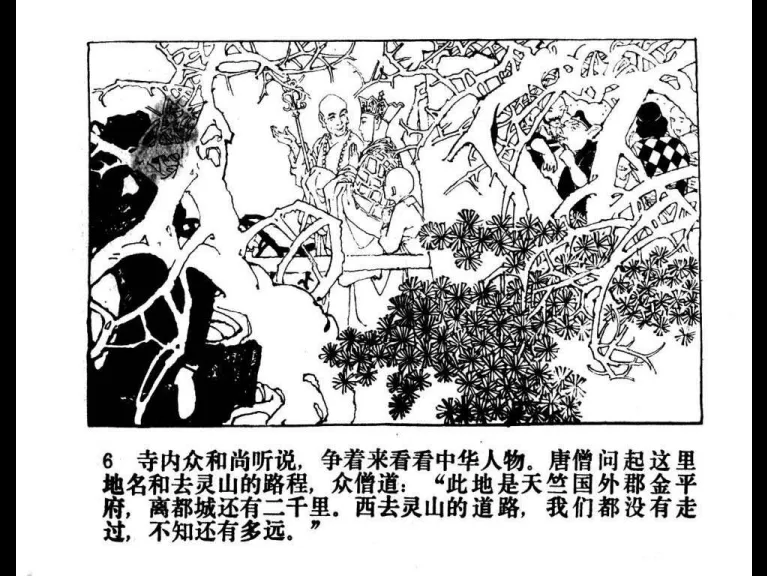 6 寺内众和尚听说，争着来看看中华人物。唐僧问起这里
地名和去灵山的路程，众僧道：“此地是天竺国外郡金平
府，离都城还有二千里。西去灵山的道路，我们都没有走
过，不知还有多远。”